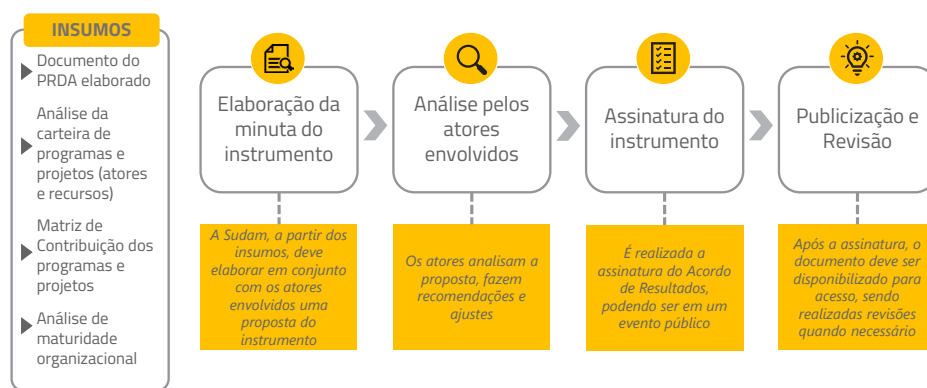 INSUMOS
Documento do
PRDA elaborado
Análise da
carteira de
programas e
projetos (atores
e recursos)
Matriz de
Contribuição dos
programas e
projetos
Análise de
maturidade
organizacional
Elaboração da
minuta do
instrumento
Análise pelos
atores
envolvidos
Assinatura do
instrumento
Publicização e
Revisão
A Sudam, a partir dos
insumos, deve
elaborar em conjunto
com os atores
envolvidos uma
proposta do
instrumento
Os atores analisam a
proposta, fazem
recomendações e
ajustes
É realizada a
assinatura do Acordo
de Resultados,
podendo ser em um
evento público
Após a assinatura, o
documento deve ser
disponibilizado para
acesso, sendo
realizadas revisões
quando necessário